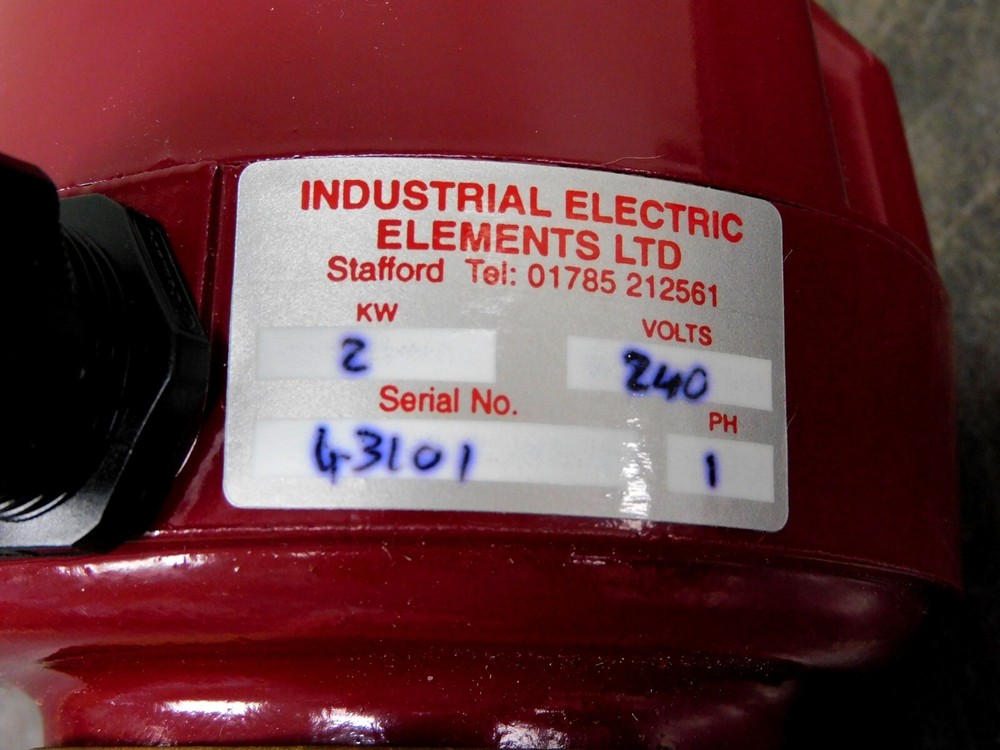 INDUSTRIAL ELECTRIC
ELEMENTS LTD
Stafford Tel: 01785 212561
KW VOLTS
2 240
Serial No. PH
43101 1